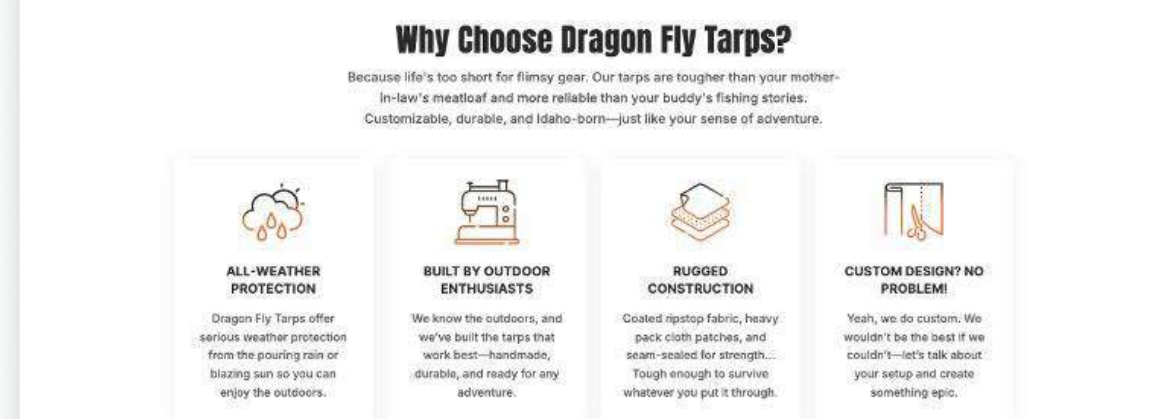 Why Choose Dragon Fly Tarps?
Because life's too short for flimsy gear. Our tarps are tougher than your mother-
in-law's meatloaf and more reliable than your buddy's fishing stories.
Customizable, durable, and Idaho-born—just like your sense of adventure.
ALL-WEATHER
PROTECTION
Dragon Fly Tarps offer
serious weather protection
from the pouring rain or
blazing sun so you can
enjoy the outdoors.
BUILT BY OUTDOOR
ENTHUSIASTS
We know the outdoors, and
we've built the tarps that
work best—handmade,
durable, and ready for any
adventure.
RUGGED
CONSTRUCTION
Coated ripstop fabric, heavy
pack cloth patches, and
seam-sealed for strength...
Tough enough to survive
whatever you put it through.
CUSTOM DESIGN? NO
PROBLEM!
Yeah, we do custom. We
wouldn't be the best if we
couldn't—let's talk about
your setup and create
something epic.